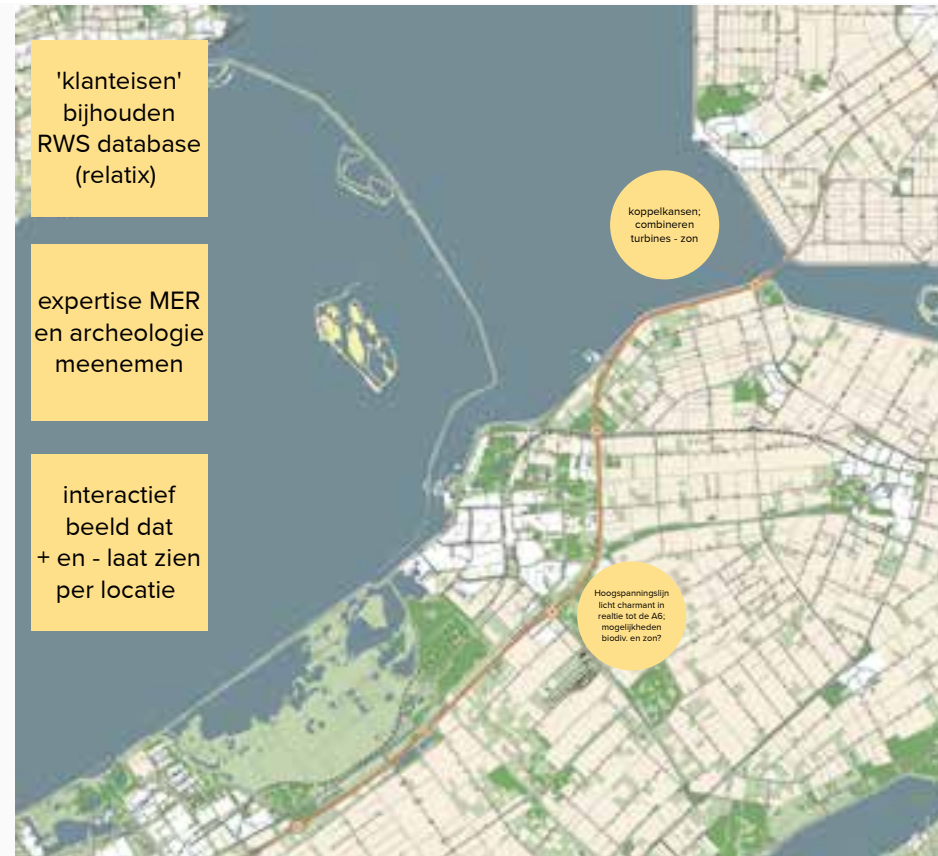 'klanteisen'
bijhouden
RWS database
(relatix)
koppelkansen;
combineren
turbines - zon
expertise MER
en archeologie
meenemen
interactief
beeld dat
+ en - laat zien
per locatie
Hoogspanningslijn
licht charmant in
realtie tot de A6;
mogelijkheden
biodiv. en zon?